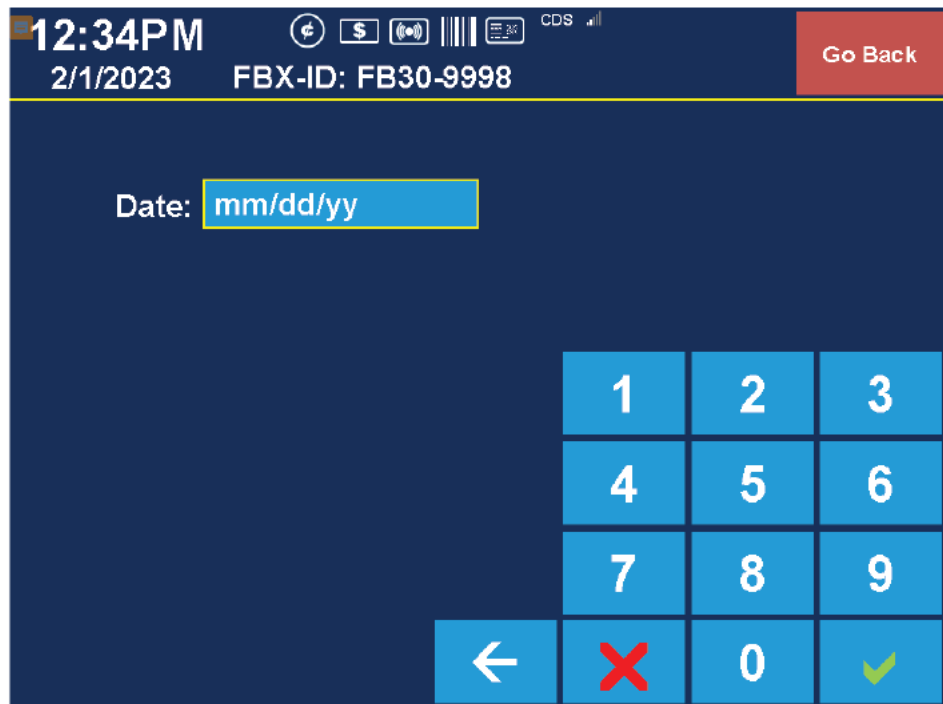 12:34PM ¢ $ CDS
2/1/2023 FBX-ID: FB30-9998
Go Back
Date: mm/dd/yy
1 2 3
4 5 6
7 8 9
0